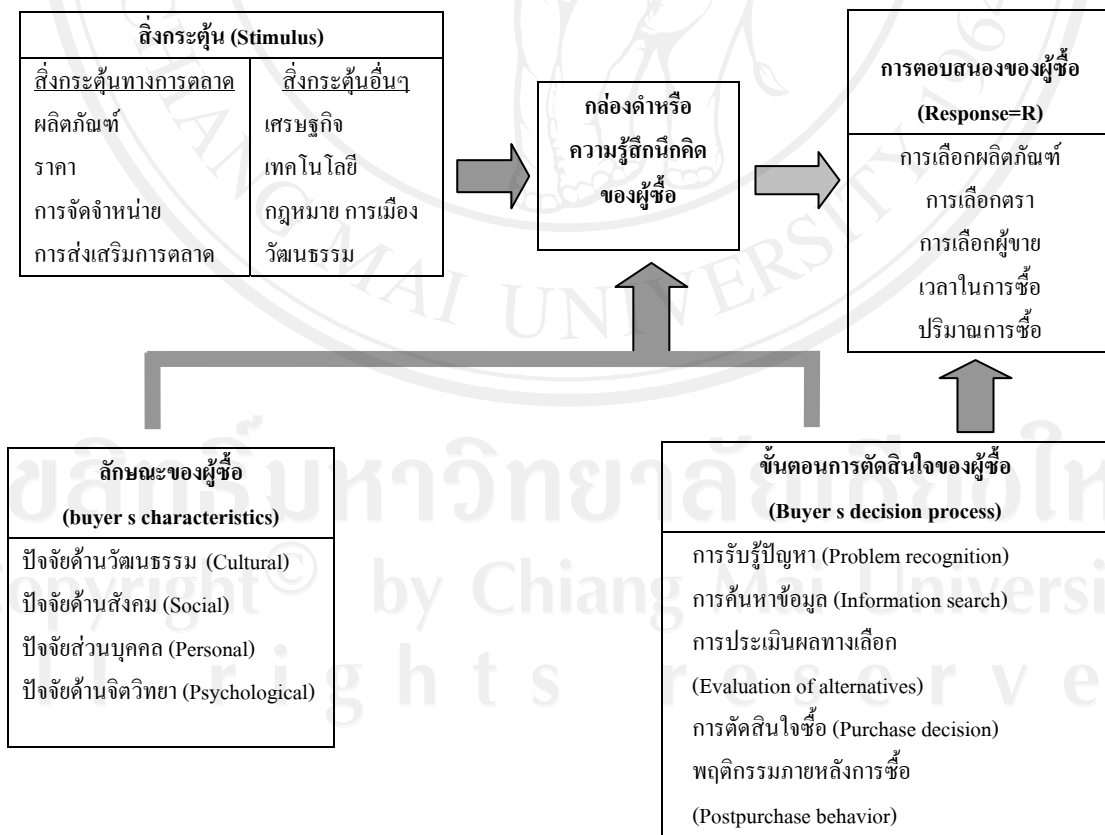 สิ่งกระตุ้น (Stimulus)
สิ่งกระตุ้นทางการตลาด
ผลิตภัณฑ์
ราคา
การจัดจำหน่าย
การส่งเสริมการตลาด
สิ่งกระตุ้นอื่นๆ
เศรษฐกิจ
เทคโนโลยี
กฎหมาย การเมือง
วัฒนธรรม
กล่องดำหรือ
ความรู้สึกนึกคิด
ของผู้ซื้อ
การตอบสนองของผู้ซื้อ
(Response=R)
การเลือกผลิตภัณฑ์
การเลือกตรา
การเลือกผู้ขาย
เวลาในการซื้อ
ปริมาณการซื้อ
ลักษณะของผู้ซื้อ
(buyer s characteristics)
ปัจจัยด้านวัฒนธรรม (Cultural)
ปัจจัยด้านสังคม (Social)
ปัจจัยส่วนบุคคล (Personal)
ปัจจัยด้านจิตวิทยา (Psychological)
ขั้นตอนการตัดสินใจของผู้ซื้อ
(Buyer s decision process)
การรับรู้ปัญหา (Problem recognition)
การค้นหาข้อมูล (Information search)
การประเมินผลทางเลือก
(Evaluation of alternatives)
การตัดสินใจซื้อ (Purchase decision)
พฤติกรรมภายหลังการซื้อ
(Postpurchase behavior)
CHIANG MAI UNIVERSITY 1964
ขสิทธิ์มหาวิทยาลัยเชียงให
opyright© by Chiang Mai Universi
ll rights reserve